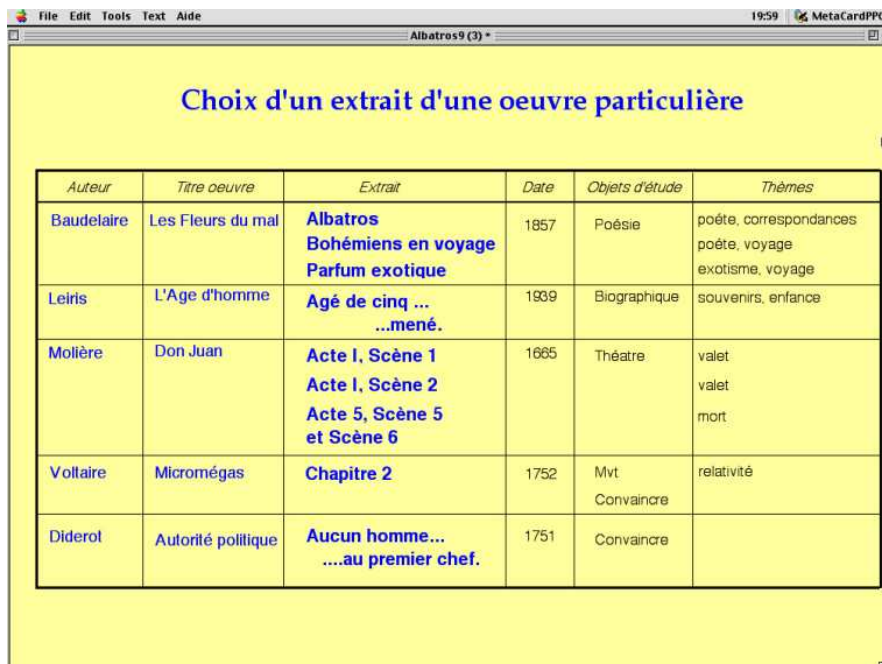 File Edit Tools Text Aide 19:59 MetaCardPPC
Albatros9 (3) *
Choix d'un extrait d'une oeuvre particulière
Auteur Titre oeuvre Extrait Date Objets d'étude Thèmes
Baudelaire Les Fleurs du mal Albatros 1857 Poésie poéte, correspondances
Bohémiens en voyage poéte, voyage
Parfum exotique exotisme, voyage
Leiris L'Age d'homme Agé de cinq ... 1939 Biographique souvenirs, enfance
...mené.
Molière Don Juan Acte I, Scène 1 1665 Théatre valet
Acte I, Scène 2 valet
Acte 5, Scène 5 mort
et Scène 6
Voltaire Micromégas Chapitre 2 1752 Mvt relativité
Convaincre
Diderot Autorité politique Aucun homme... 1751 Convaincre
....au premier chef.